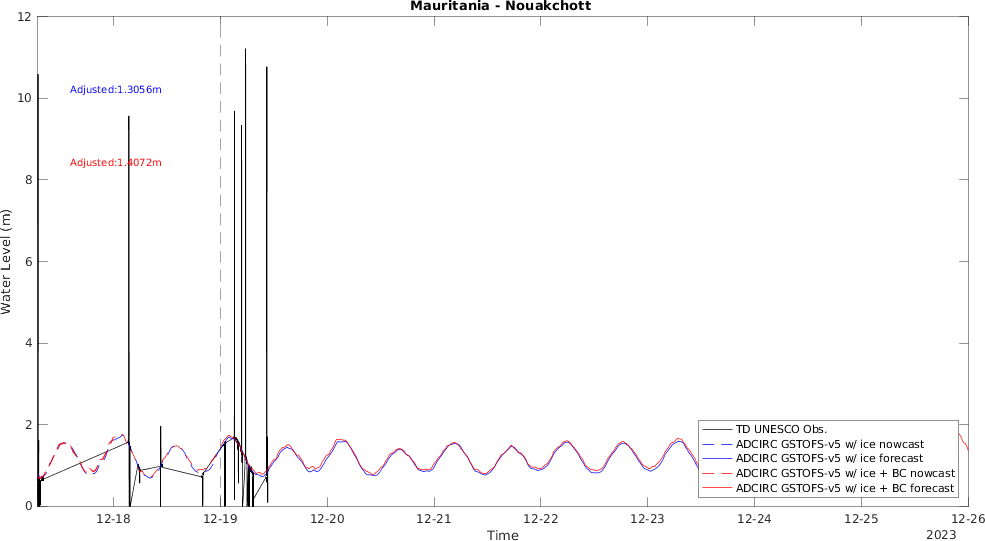 Mauritania - Nouakchott
12
10
8
6
4
2
0
Water Level (m)
Adjusted:1.3056m
Adjusted:1.4072m
TD UNESCO Obs.
ADCIRC GSTOFS-v5 w/ ice nowcast
ADCIRC GSTOFS-v5 w/ ice forecast
ADCIRC GSTOFS-v5 w/ ice + BC nowcast
ADCIRC GSTOFS-v5 w/ ice + BC forecast
12-18 12-19 12-20 12-21 12-22 12-23 12-24 12-25 12-26
Time
2023